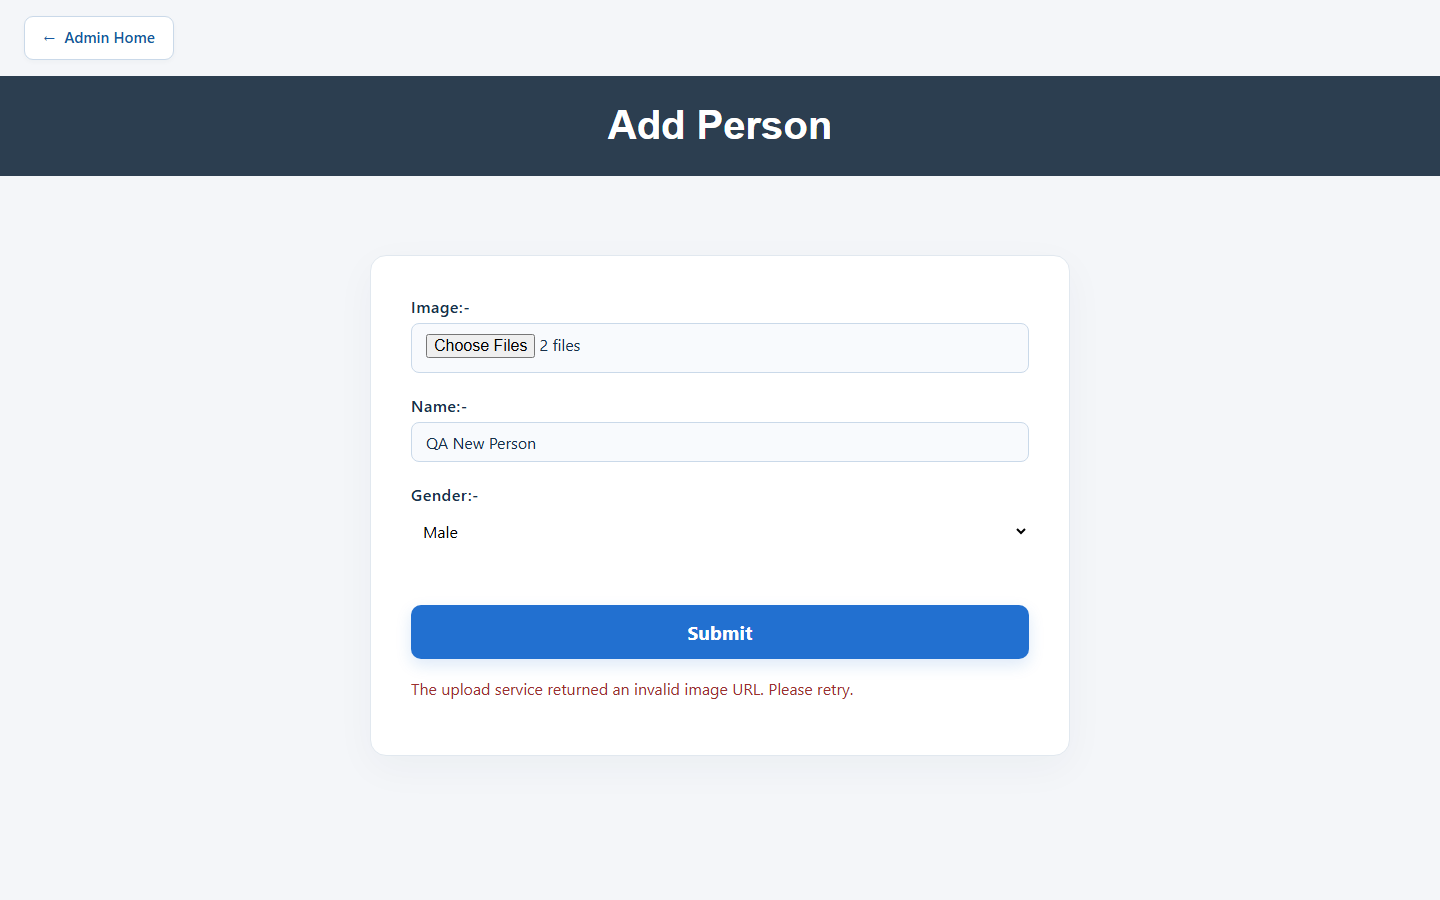 ← Admin Home
Add Person
Image:-
Choose Files 2 files
Name:-
QA New Person
Gender:-
Male
Submit
The upload service returned an invalid image URL. Please retry.